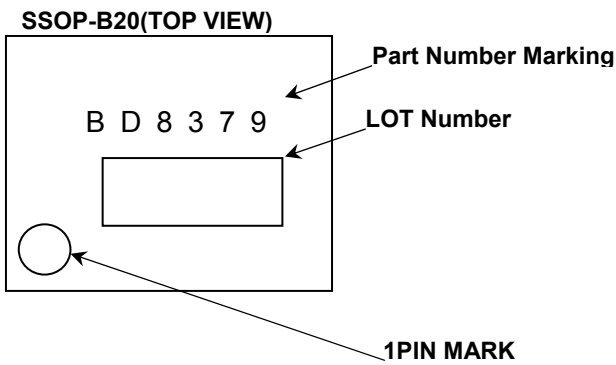 SSOP-B20(TOP VIEW)
Part Number Marking
B D 8 3 7 9
LOT Number
1PIN MARK